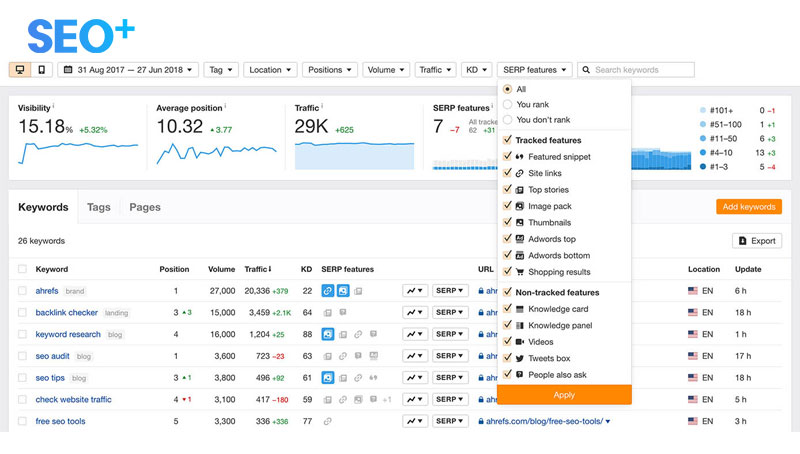 SEO+
31 Aug 2017 — 27 Jun 2018 Tag Location Positions Volume Traffic KD SERP features Search keywords
All
You rank
You don't rank
Visibility i
15.18% +5.32%
Average position i
10.32 3.77
Traffic i
29K +625
SERP features i
7 −7 All tracke
62 +31
#101+ 0 −1
#51–100 1 +1
#11–50 6 +3
#4–10 13 +3
#1–3 5 −4
Tracked features
Featured snippet
Site links
Top stories
Image pack
Thumbnails
Adwords top
Adwords bottom
Shopping results
Non-tracked features
Knowledge card
Knowledge panel
Videos
Tweets box
People also ask
Apply
Keywords Tags Pages
Add keywords
26 keywords
Export
Keyword Position Volume Traffic KD SERP features URL Location Update
ahrefs brand 1 27,000 20,336 +379 22 SERP ahr EN 6 h
backlink checker landing 3 3 15,000 3,459 +2.1K 64 SERP ahr EN 18 h
keyword research blog 4 16,000 1,204 +25 88 SERP ahr EN 1 h
seo audit blog 1 3,600 723 −23 63 SERP ahr EN 17 h
seo tips blog 3 1 3,800 496 +92 61 SERP ahr EN 18 h
check website traffic 4 1 3,100 417 −180 59 +1 SERP ahr EN 5 h
free seo tools 5 3,300 336 +336 77 SERP ahrefs.com/blog/free-seo-tools/ EN 3 h